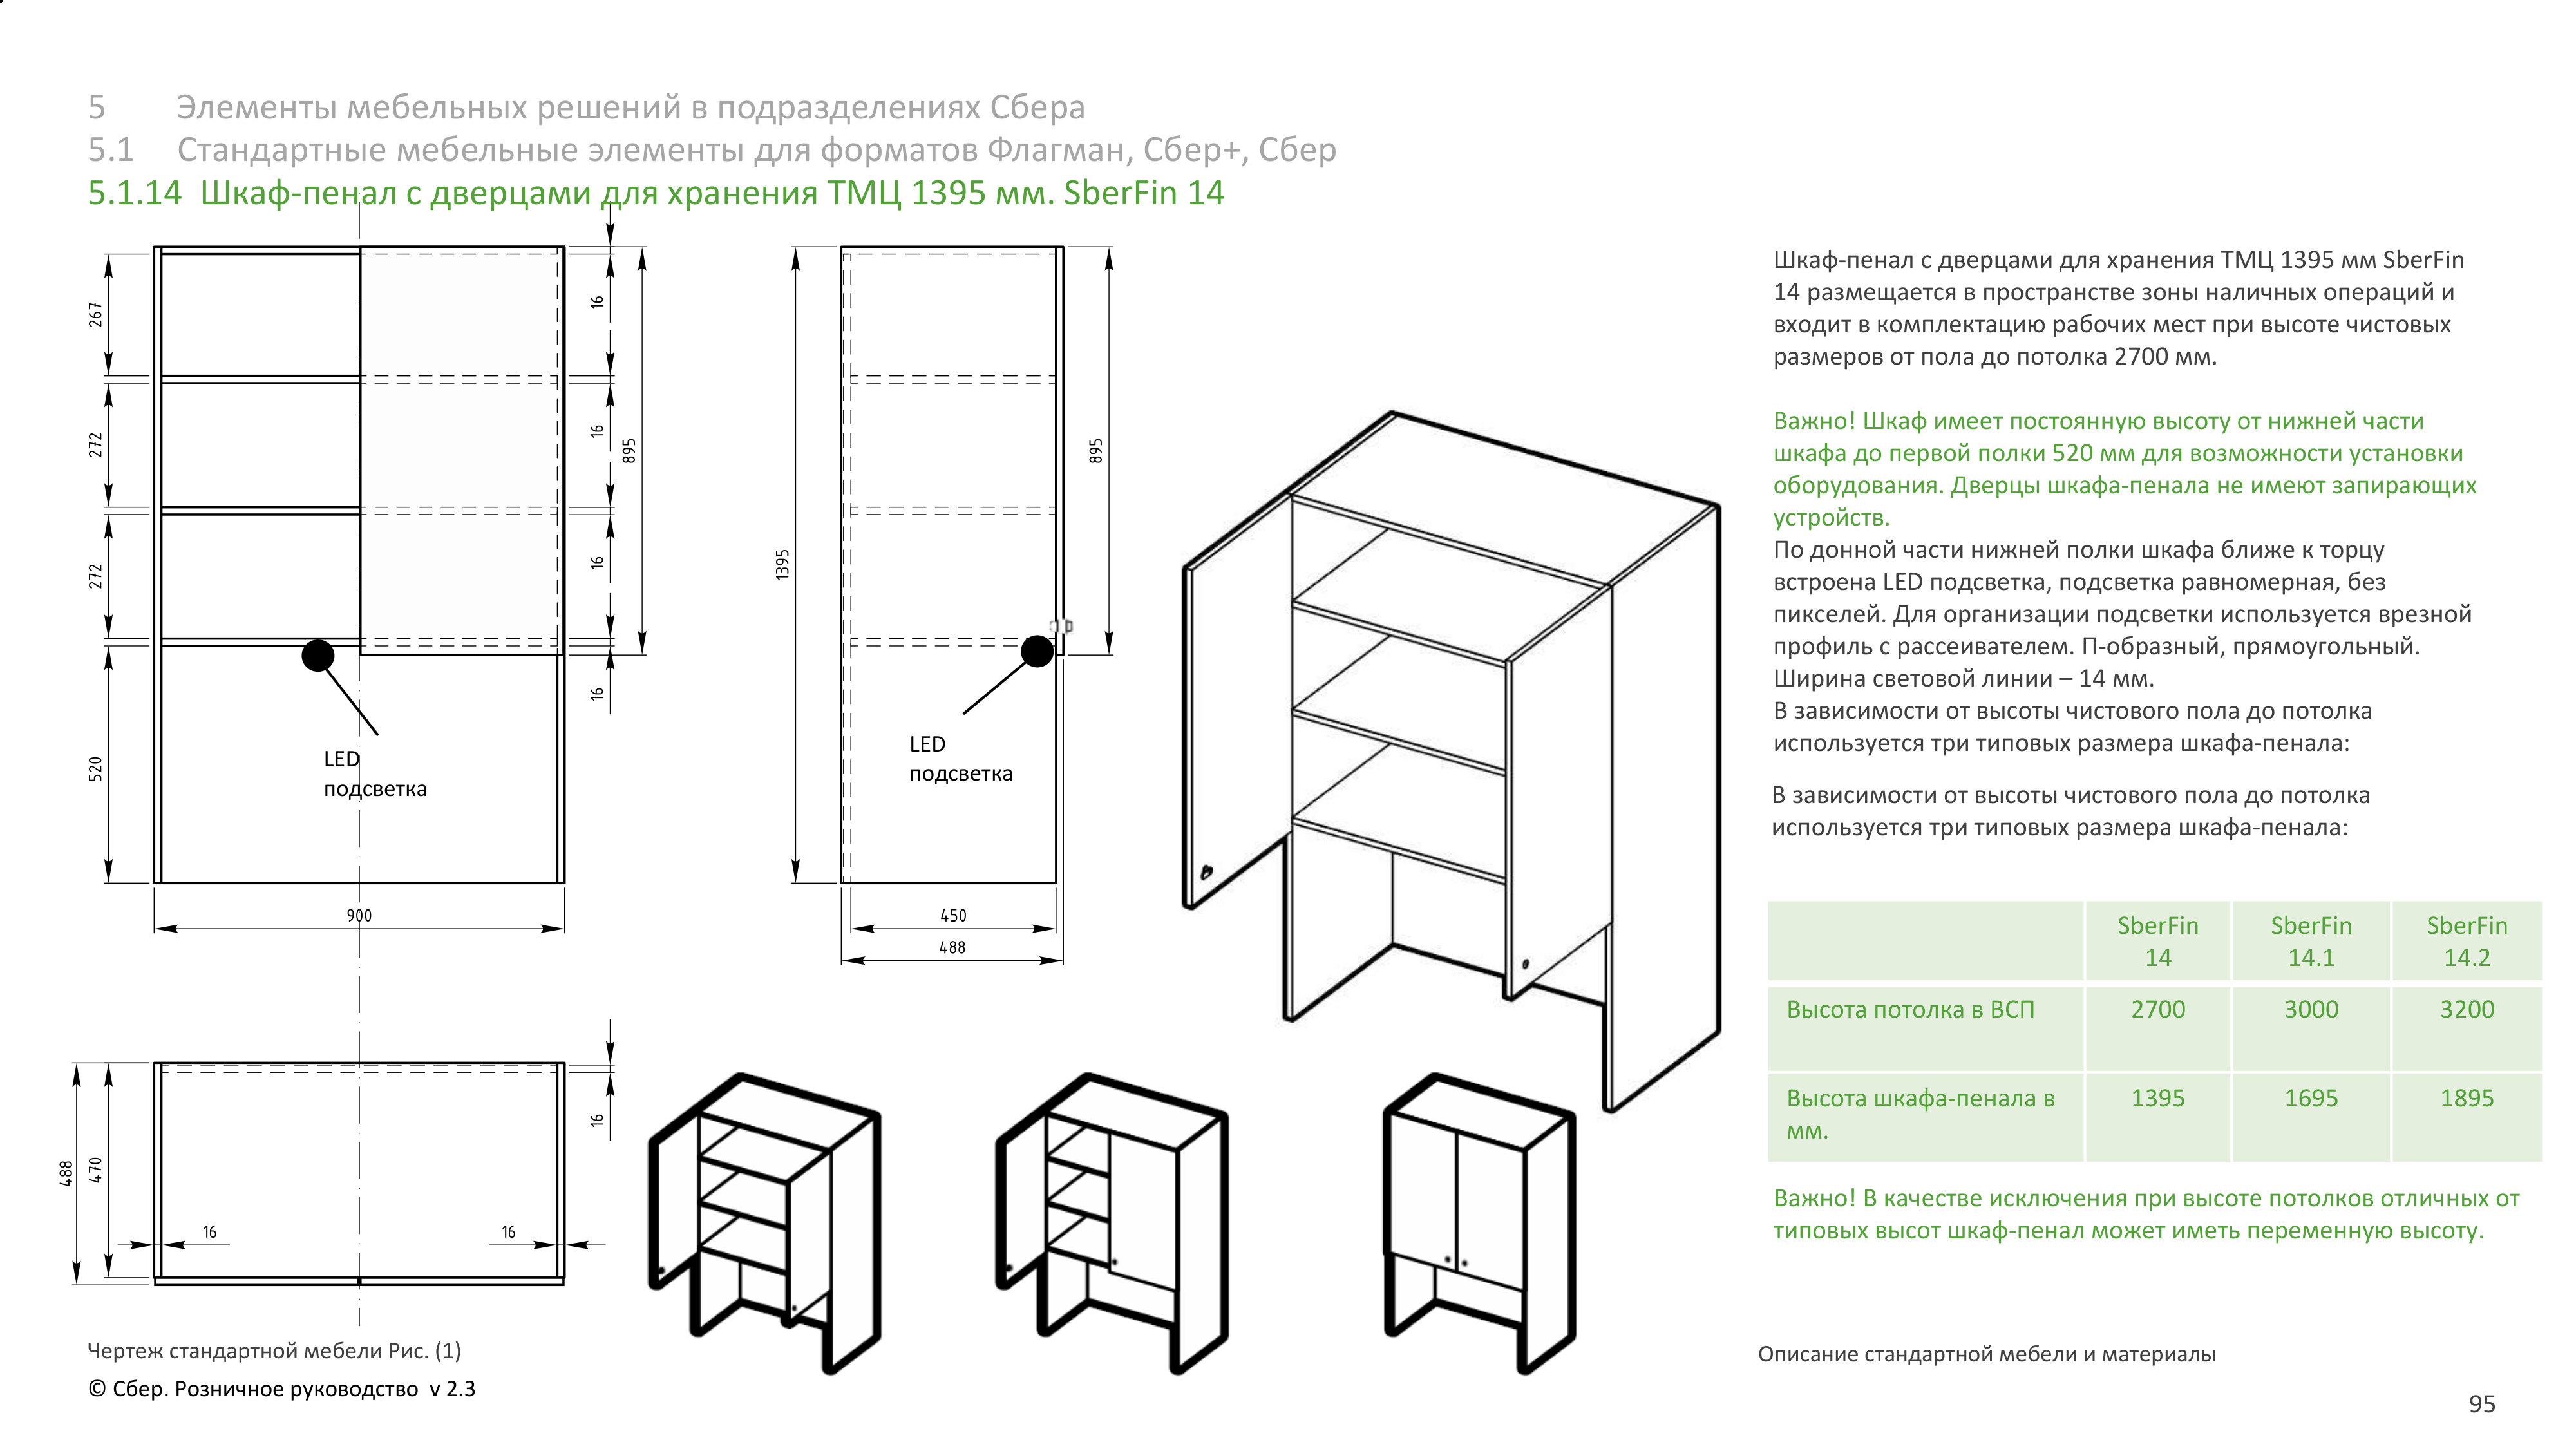 5 Элементы мебельных решений в подразделениях Сбера
5.1 Стандартные мебельные элементы для форматов Флагман, Сбер+, Сбер
5.1.14 Шкаф-пенал с дверцами для хранения ТМЦ 1395 мм. SberFin 14
267
272
272
520
16
16
16
16
895
LED
подсветка
900
1395
895
LED
подсветка
450
488
488
470
16
16
16
Чертеж стандартной мебели Рис. (1)
© Сбер. Розничное руководство v 2.3
Шкаф-пенал с дверцами для хранения ТМЦ 1395 мм SberFin
14 размещается в пространстве зоны наличных операций и
входит в комплектацию рабочих мест при высоте чистовых
размеров от пола до потолка 2700 мм.
Важно! Шкаф имеет постоянную высоту от нижней части
шкафа до первой полки 520 мм для возможности установки
оборудования. Дверцы шкафа-пенала не имеют запирающих
устройств.
По донной части нижней полки шкафа ближе к торцу
встроена LED подсветка, подсветка равномерная, без
пикселей. Для организации подсветки используется врезной
профиль с рассеивателем. П-образный, прямоугольный.
Ширина световой линии – 14 мм.
В зависимости от высоты чистового пола до потолка
используется три типовых размера шкафа-пенала:
В зависимости от высоты чистового пола до потолка
используется три типовых размера шкафа-пенала:
SberFin 14 SberFin 14.1 SberFin 14.2
Высота потолка в ВСП 2700 3000 3200
Высота шкафа-пенала в мм. 1395 1695 1895
Важно! В качестве исключения при высоте потолков отличных от
типовых высот шкаф-пенал может иметь переменную высоту.
Описание стандартной мебели и материалы
95